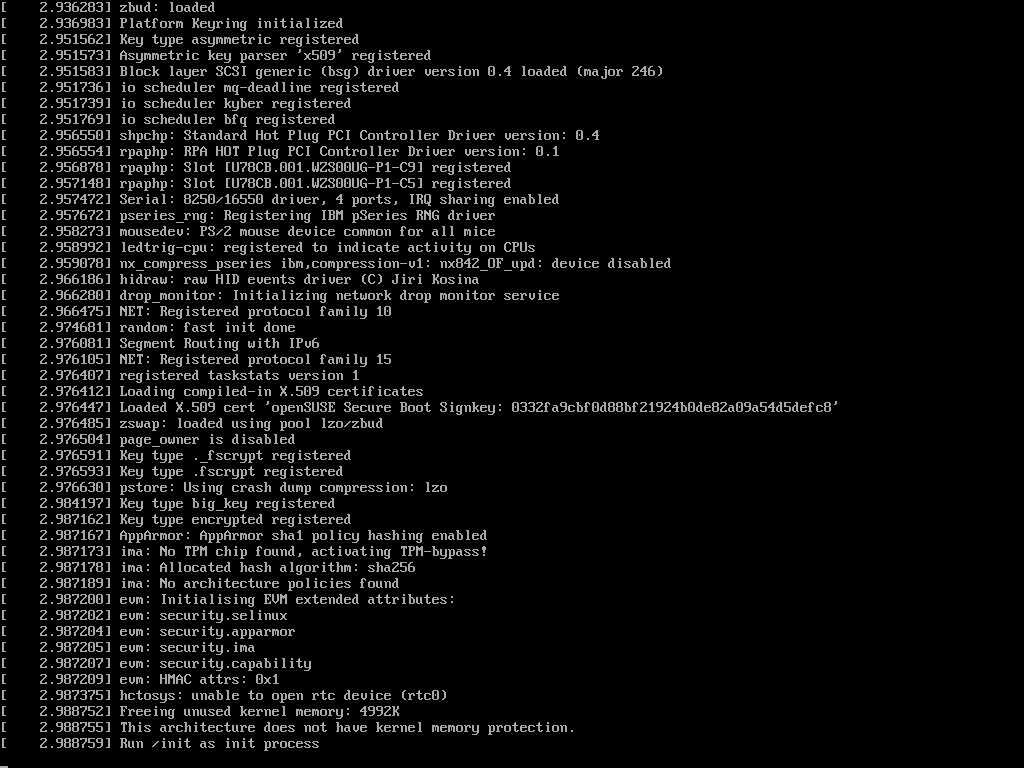 [    2.936283] zbud: loaded
[    2.936983] Platform Keyring initialized
[    2.951562] Key type asymmetric registered
[    2.951573] Asymmetric key parser 'x509' registered
[    2.951583] Block layer SCSI generic (bsg) driver version 0.4 loaded (major 246)
[    2.951736] io scheduler mq-deadline registered
[    2.951739] io scheduler kyber registered
[    2.951769] io scheduler bfq registered
[    2.956550] shpchp: Standard Hot Plug PCI Controller Driver version: 0.4
[    2.956554] rpaphp: RPA HOT Plug PCI Controller Driver version: 0.1
[    2.956878] rpaphp: Slot [U78CB.001.WZS00UG-P1-C9] registered
[    2.957148] rpaphp: Slot [U78CB.001.WZS00UG-P1-C5] registered
[    2.957472] Serial: 8250/16550 driver, 4 ports, IRQ sharing enabled
[    2.957672] pseries_rng: Registering IBM pSeries RNG driver
[    2.958273] mousedev: PS/2 mouse device common for all mice
[    2.958992] ledtrig-cpu: registered to indicate activity on CPUs
[    2.959078] nx_compress_pseries ibm,compression-v1: nx842_OF_upd: device disabled
[    2.966186] hidraw: raw HID events driver (C) Jiri Kosina
[    2.966280] drop_monitor: Initializing network drop monitor service
[    2.966475] NET: Registered protocol family 10
[    2.974681] random: fast init done
[    2.976081] Segment Routing with IPv6
[    2.976105] NET: Registered protocol family 15
[    2.976407] registered taskstats version 1
[    2.976412] Loading compiled-in X.509 certificates
[    2.976447] Loaded X.509 cert 'openSUSE Secure Boot Signkey: 0332fa9cbf0d88bf21924b0de82a09a54d5defc8'
[    2.976485] zswap: loaded using pool lzo/zbud
[    2.976504] page_owner is disabled
[    2.976591] Key type ._fscrypt registered
[    2.976593] Key type .fscrypt registered
[    2.976630] pstore: Using crash dump compression: lzo
[    2.984197] Key type big_key registered
[    2.987162] Key type encrypted registered
[    2.987167] AppArmor: AppArmor sha1 policy hashing enabled
[    2.987173] ima: No TPM chip found, activating TPM-bypass!
[    2.987178] ima: Allocated hash algorithm: sha256
[    2.987189] ima: No architecture policies found
[    2.987200] evm: Initialising EVM extended attributes:
[    2.987202] evm: security.selinux
[    2.987204] evm: security.apparmor
[    2.987205] evm: security.ima
[    2.987207] evm: security.capability
[    2.987209] evm: HMAC attrs: 0x1
[    2.987375] hctosys: unable to open rtc device (rtc0)
[    2.988752] Freeing unused kernel memory: 4992K
[    2.988755] This architecture does not have kernel memory protection.
[    2.988759] Run /init as init process